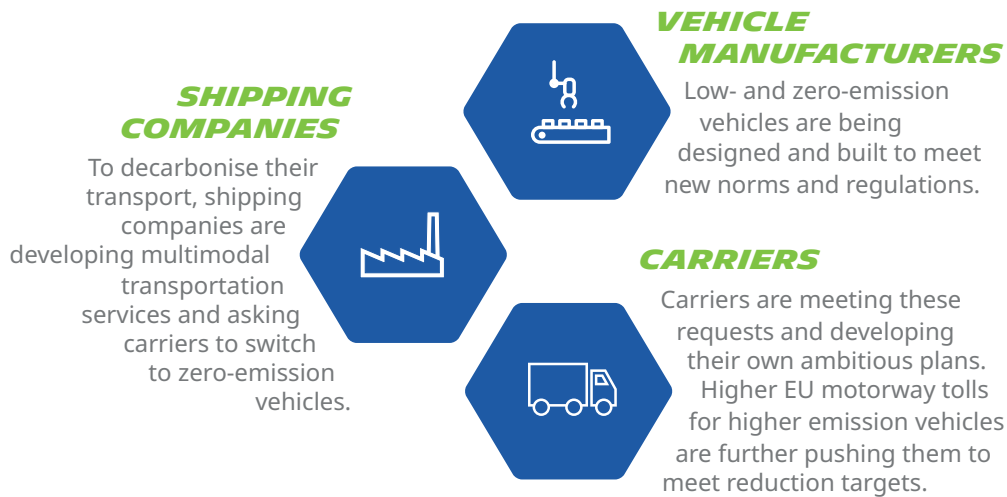 SHIPPING
COMPANIES
To decarbonise their
transport, shipping
companies are
developing multimodal
transportation
services and asking
carriers to switch
to zero-emission
vehicles.
VEHICLE
MANUFACTURERS
Low- and zero-emission
vehicles are being
designed and built to meet
new norms and regulations.
CARRIERS
Carriers are meeting these
requests and developing
their own ambitious plans.
Higher EU motorway tolls
for higher emission vehicles
are further pushing them to
meet reduction targets.